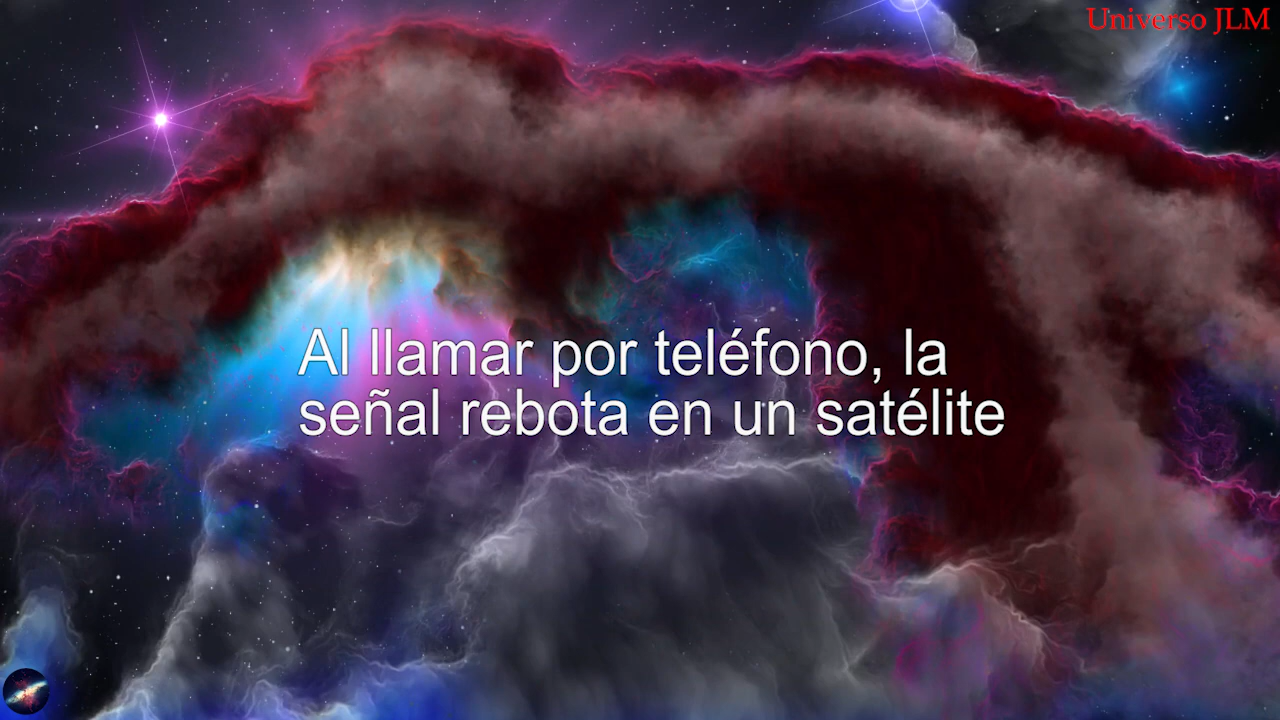 Universo JLM
Al llamar por teléfono, la
señal rebota en un satélite